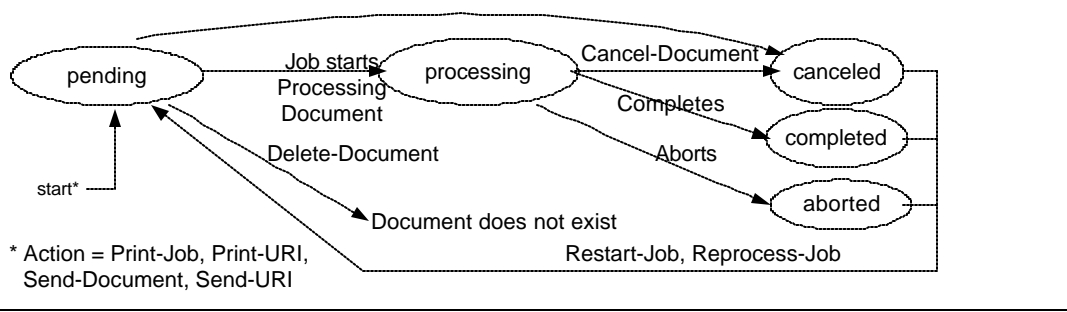 pending
Job starts
Processing
Document
processing
Cancel-Document
canceled
Completes
completed
Delete-Document
Aborts
aborted
start*
Document does not exist
* Action = Print-Job, Print-URI,
Send-Document, Send-URI
Restart-Job, Reprocess-Job